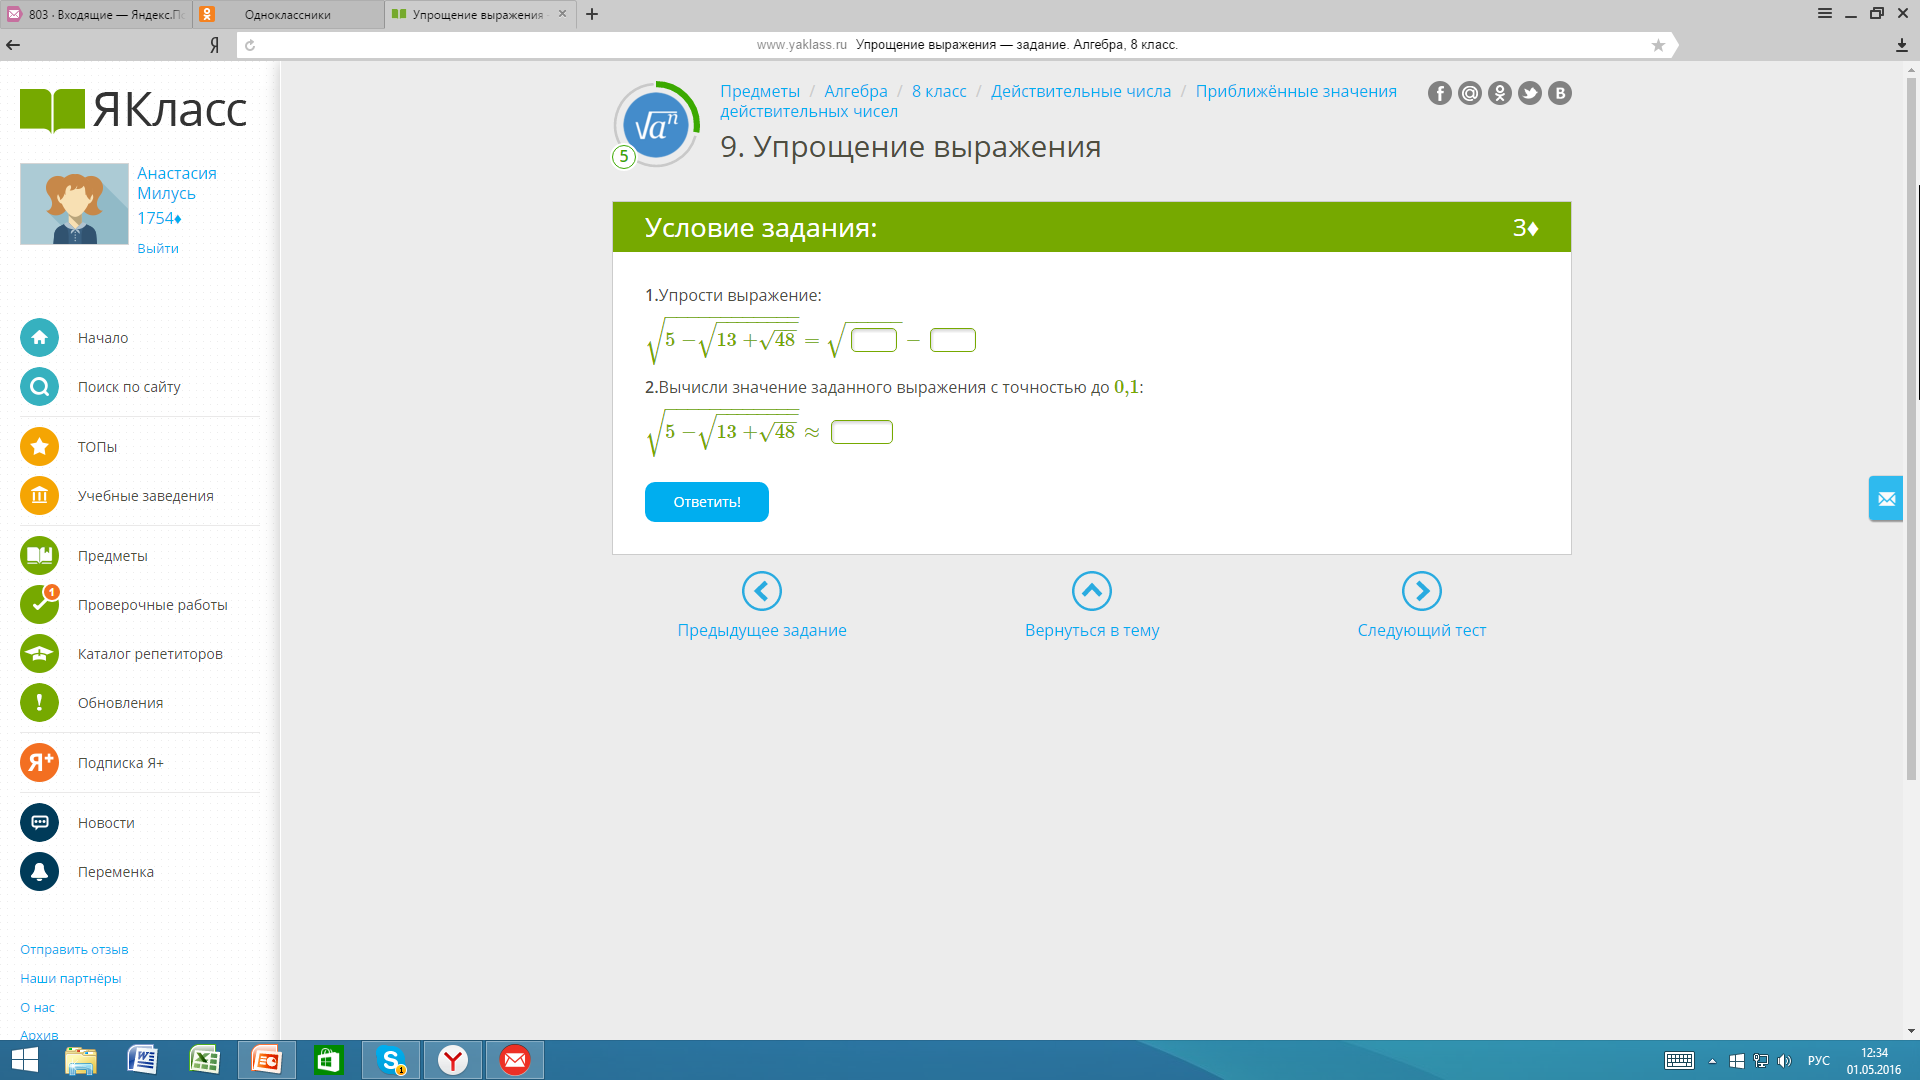 803 · Входящие — Яндекс.По
Одноклассники
Упрощение выражения
www.yaklass.ru Упрощение выражения — задание. Алгебра, 8 класс.
ЯКласс
Анастасия
Милусь
1754♦
Выйти
Начало
Поиск по сайту
ТОПы
Учебные заведения
Предметы
1
Проверочные работы
Каталог репетиторов
Обновления
Я+
Подписка Я+
Новости
Переменка
Отправить отзыв
Наши партнёры
О нас
Архив
√aⁿ
5
Предметы / Алгебра / 8 класс / Действительные числа / Приближённые значения
действительных чисел
9. Упрощение выражения
Условие задания: 3♦
1.Упрости выражение:
√(5 − √(13 + √48)) = √ −
2.Вычисли значение заданного выражения с точностью до 0,1:
√(5 − √(13 + √48)) ≈
Ответить!
Предыдущее задание
Вернуться в тему
Следующий тест
РУС
12:34
01.05.2016